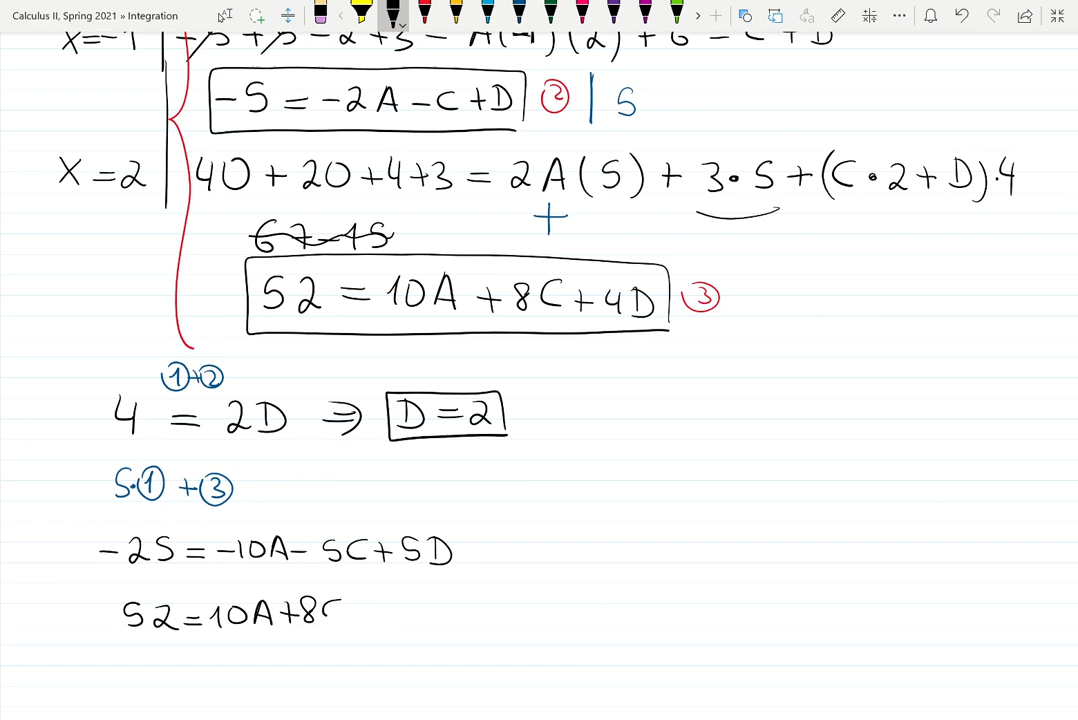 Calculus II, Spring 2021 » Integration
-5 = -2A - C + D ② | 5
X = 2 | 40 + 20 + 4 + 3 = 2A(5) + 3 • 5 + (C • 2 + D).4
+
67-15
52 = 10A + 8C + 4D ③
①+②
4 = 2D ⇒ D = 2
5.① + ③
-25 = -10A - 5C + 5D
52 = 10A + 8C